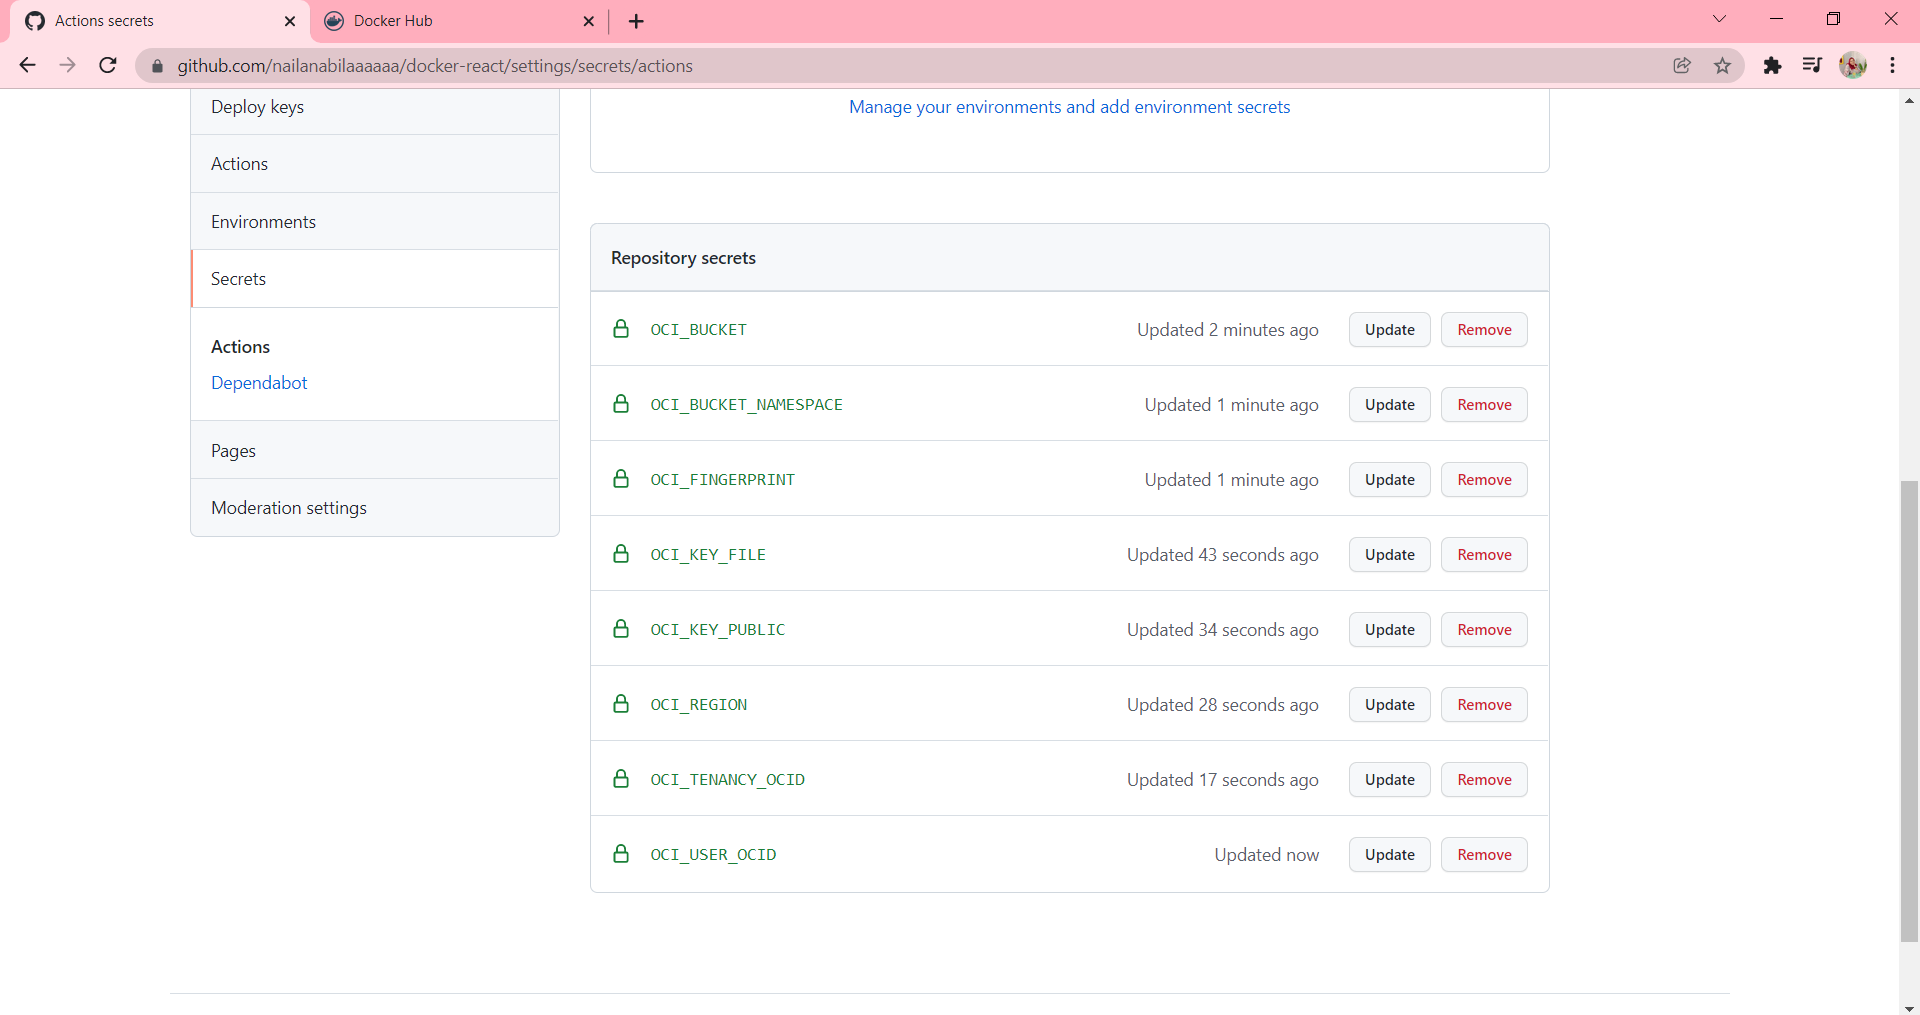 Actions secrets
Docker Hub
github.com/nailanabilaaaaaa/docker-react/settings/secrets/actions
Deploy keys
Actions
Environments
Secrets
Actions
Dependabot
Pages
Moderation settings
Manage your environments and add environment secrets
Repository secrets
OCI_BUCKET Updated 2 minutes ago Update Remove
OCI_BUCKET_NAMESPACE Updated 1 minute ago Update Remove
OCI_FINGERPRINT Updated 1 minute ago Update Remove
OCI_KEY_FILE Updated 43 seconds ago Update Remove
OCI_KEY_PUBLIC Updated 34 seconds ago Update Remove
OCI_REGION Updated 28 seconds ago Update Remove
OCI_TENANCY_OCID Updated 17 seconds ago Update Remove
OCI_USER_OCID Updated now Update Remove